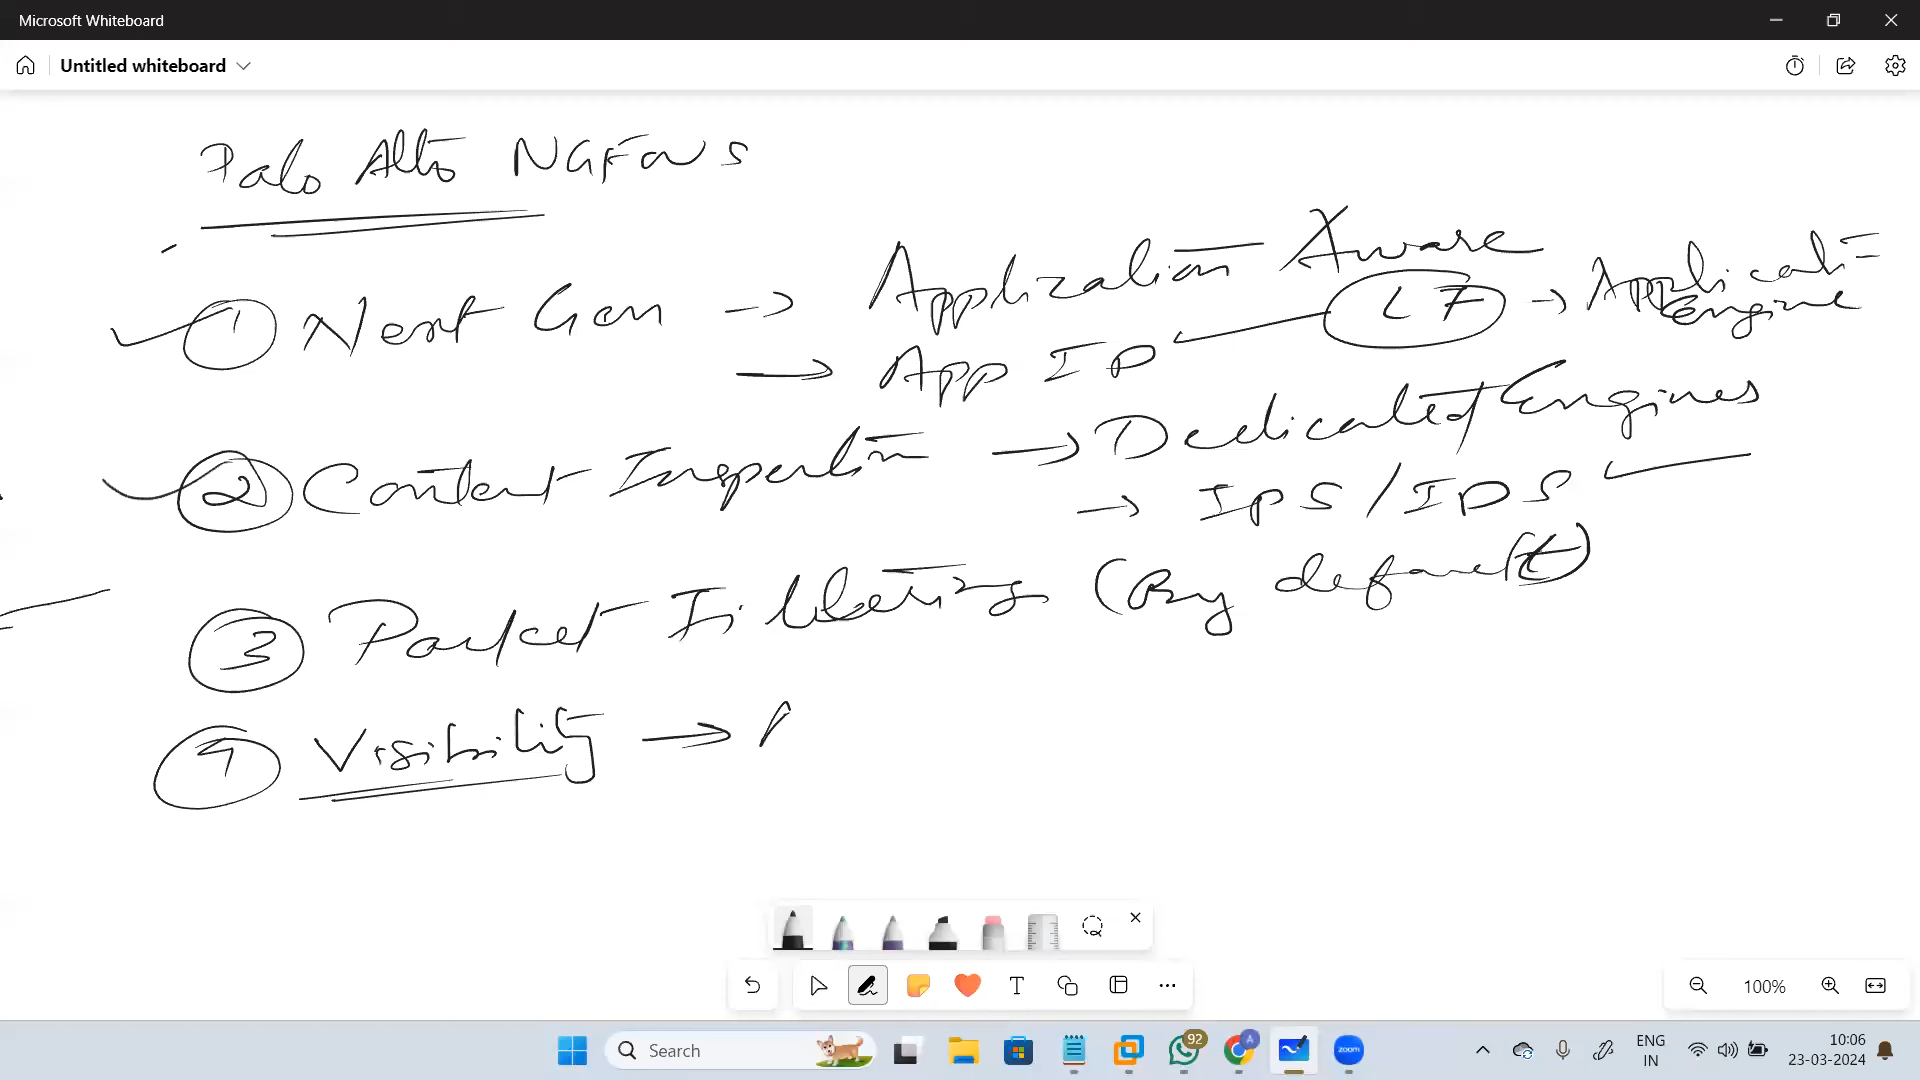 Microsoft Whiteboard
Untitled whiteboard
Palo Alto NGFWs
① Next Gen → Application Aware
→ App ID
L7 → Application Engine
② Content Inspection → Dedicated Engines
→ IPS/IDS
③ Packet Filtering (By default)
④ Visibility →
100%
Search
92
A
zoom
ENG
IN
10:06
23-03-2024